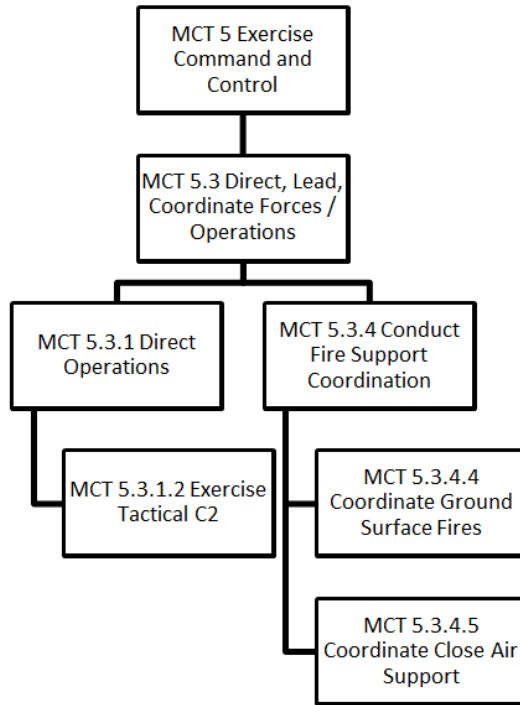 MCT 5 Exercise
Command and
Control
MCT 5.3 Direct, Lead,
Coordinate Forces /
Operations
MCT 5.3.1 Direct
Operations
MCT 5.3.4 Conduct
Fire Support
Coordination
MCT 5.3.1.2 Exercise
Tactical C2
MCT 5.3.4.4
Coordinate Ground
Surface Fires
MCT 5.3.4.5
Coordinate Close Air
Support